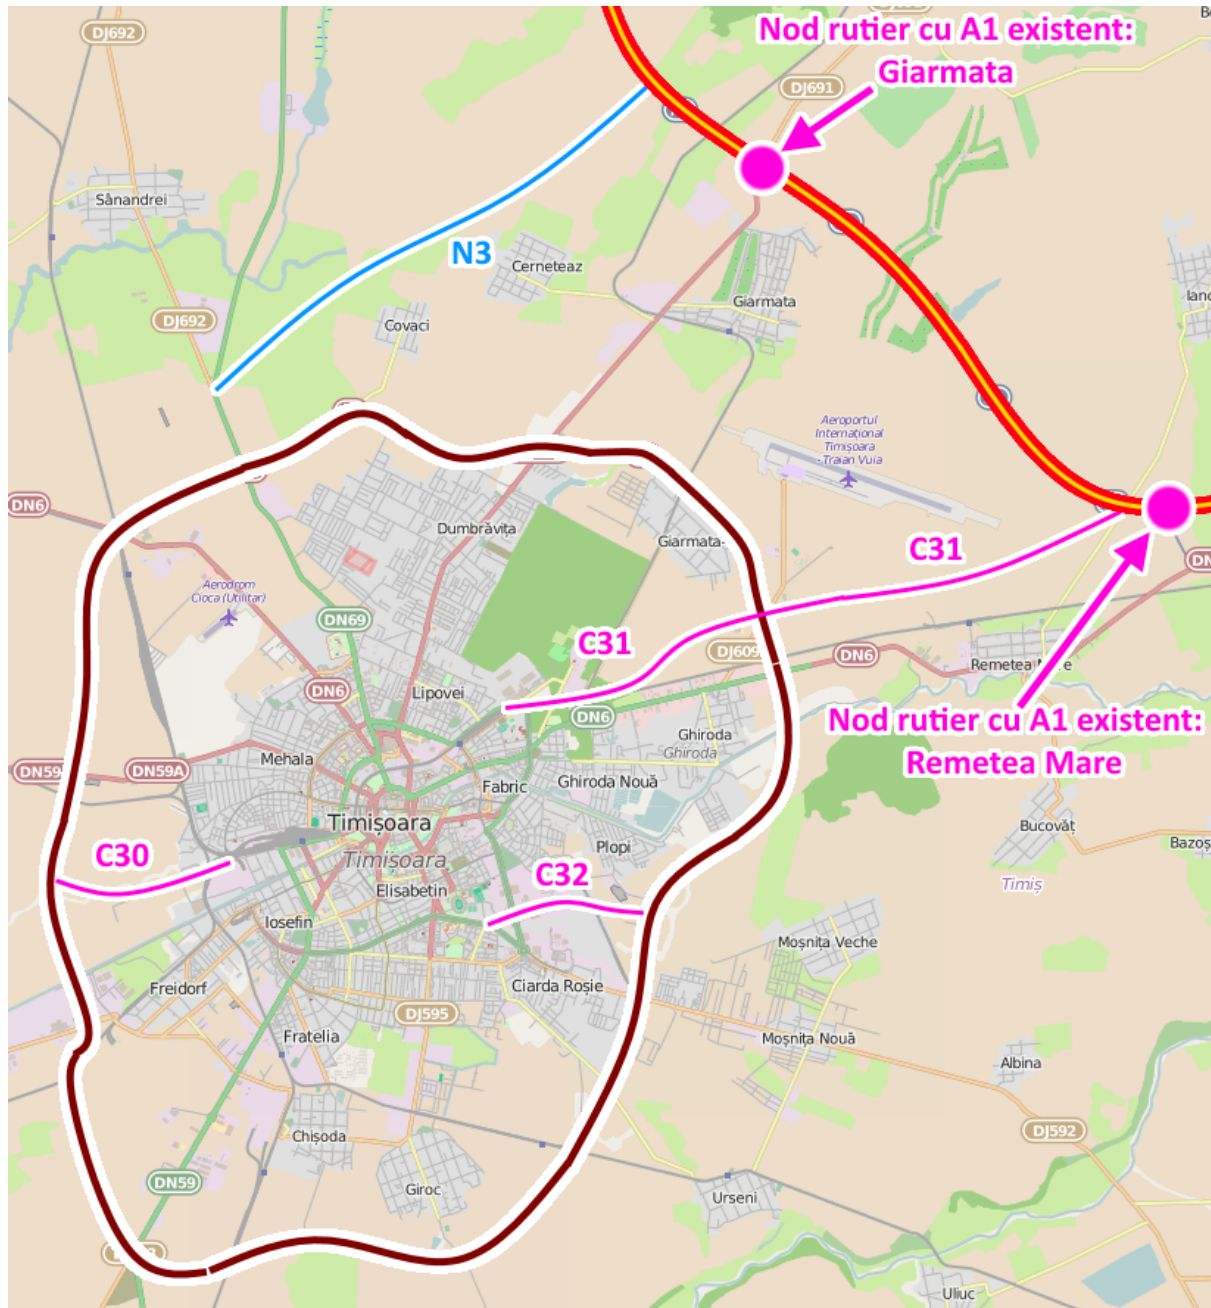 DJ692
Nod rutier cu A1 existent:
Giarmata
DJ691
Sânandrei
N3
Cerneteaz
Giarmata
DJ692
Covaci
Aeroportul
Internațional
Timișoara
- Traian Vuia
DN6
Dumbrăvița
Giarmata-
C31
Aerodrom
Cioca (Utilitar)
DN69
C31
DJ609
DN6
Remetea Mare
DN6
Lipovei
DN6
Nod rutier cu A1 existent:
Remetea Mare
Ghiroda
Ghiroda
DN59
DN59A
Mehala
Fabric
Ghiroda Nouă
Timișoara
Timisoara
Bucovăț
Plopi
C30
C32
Elisabetin
Timiș
Iosefin
Moșnița Veche
Freidorf
Ciarda Roșie
DJ595
Fratelia
Moșnița Nouă
Albina
Chișoda
DJ592
DN59
Giroc
Urseni
Uliuc